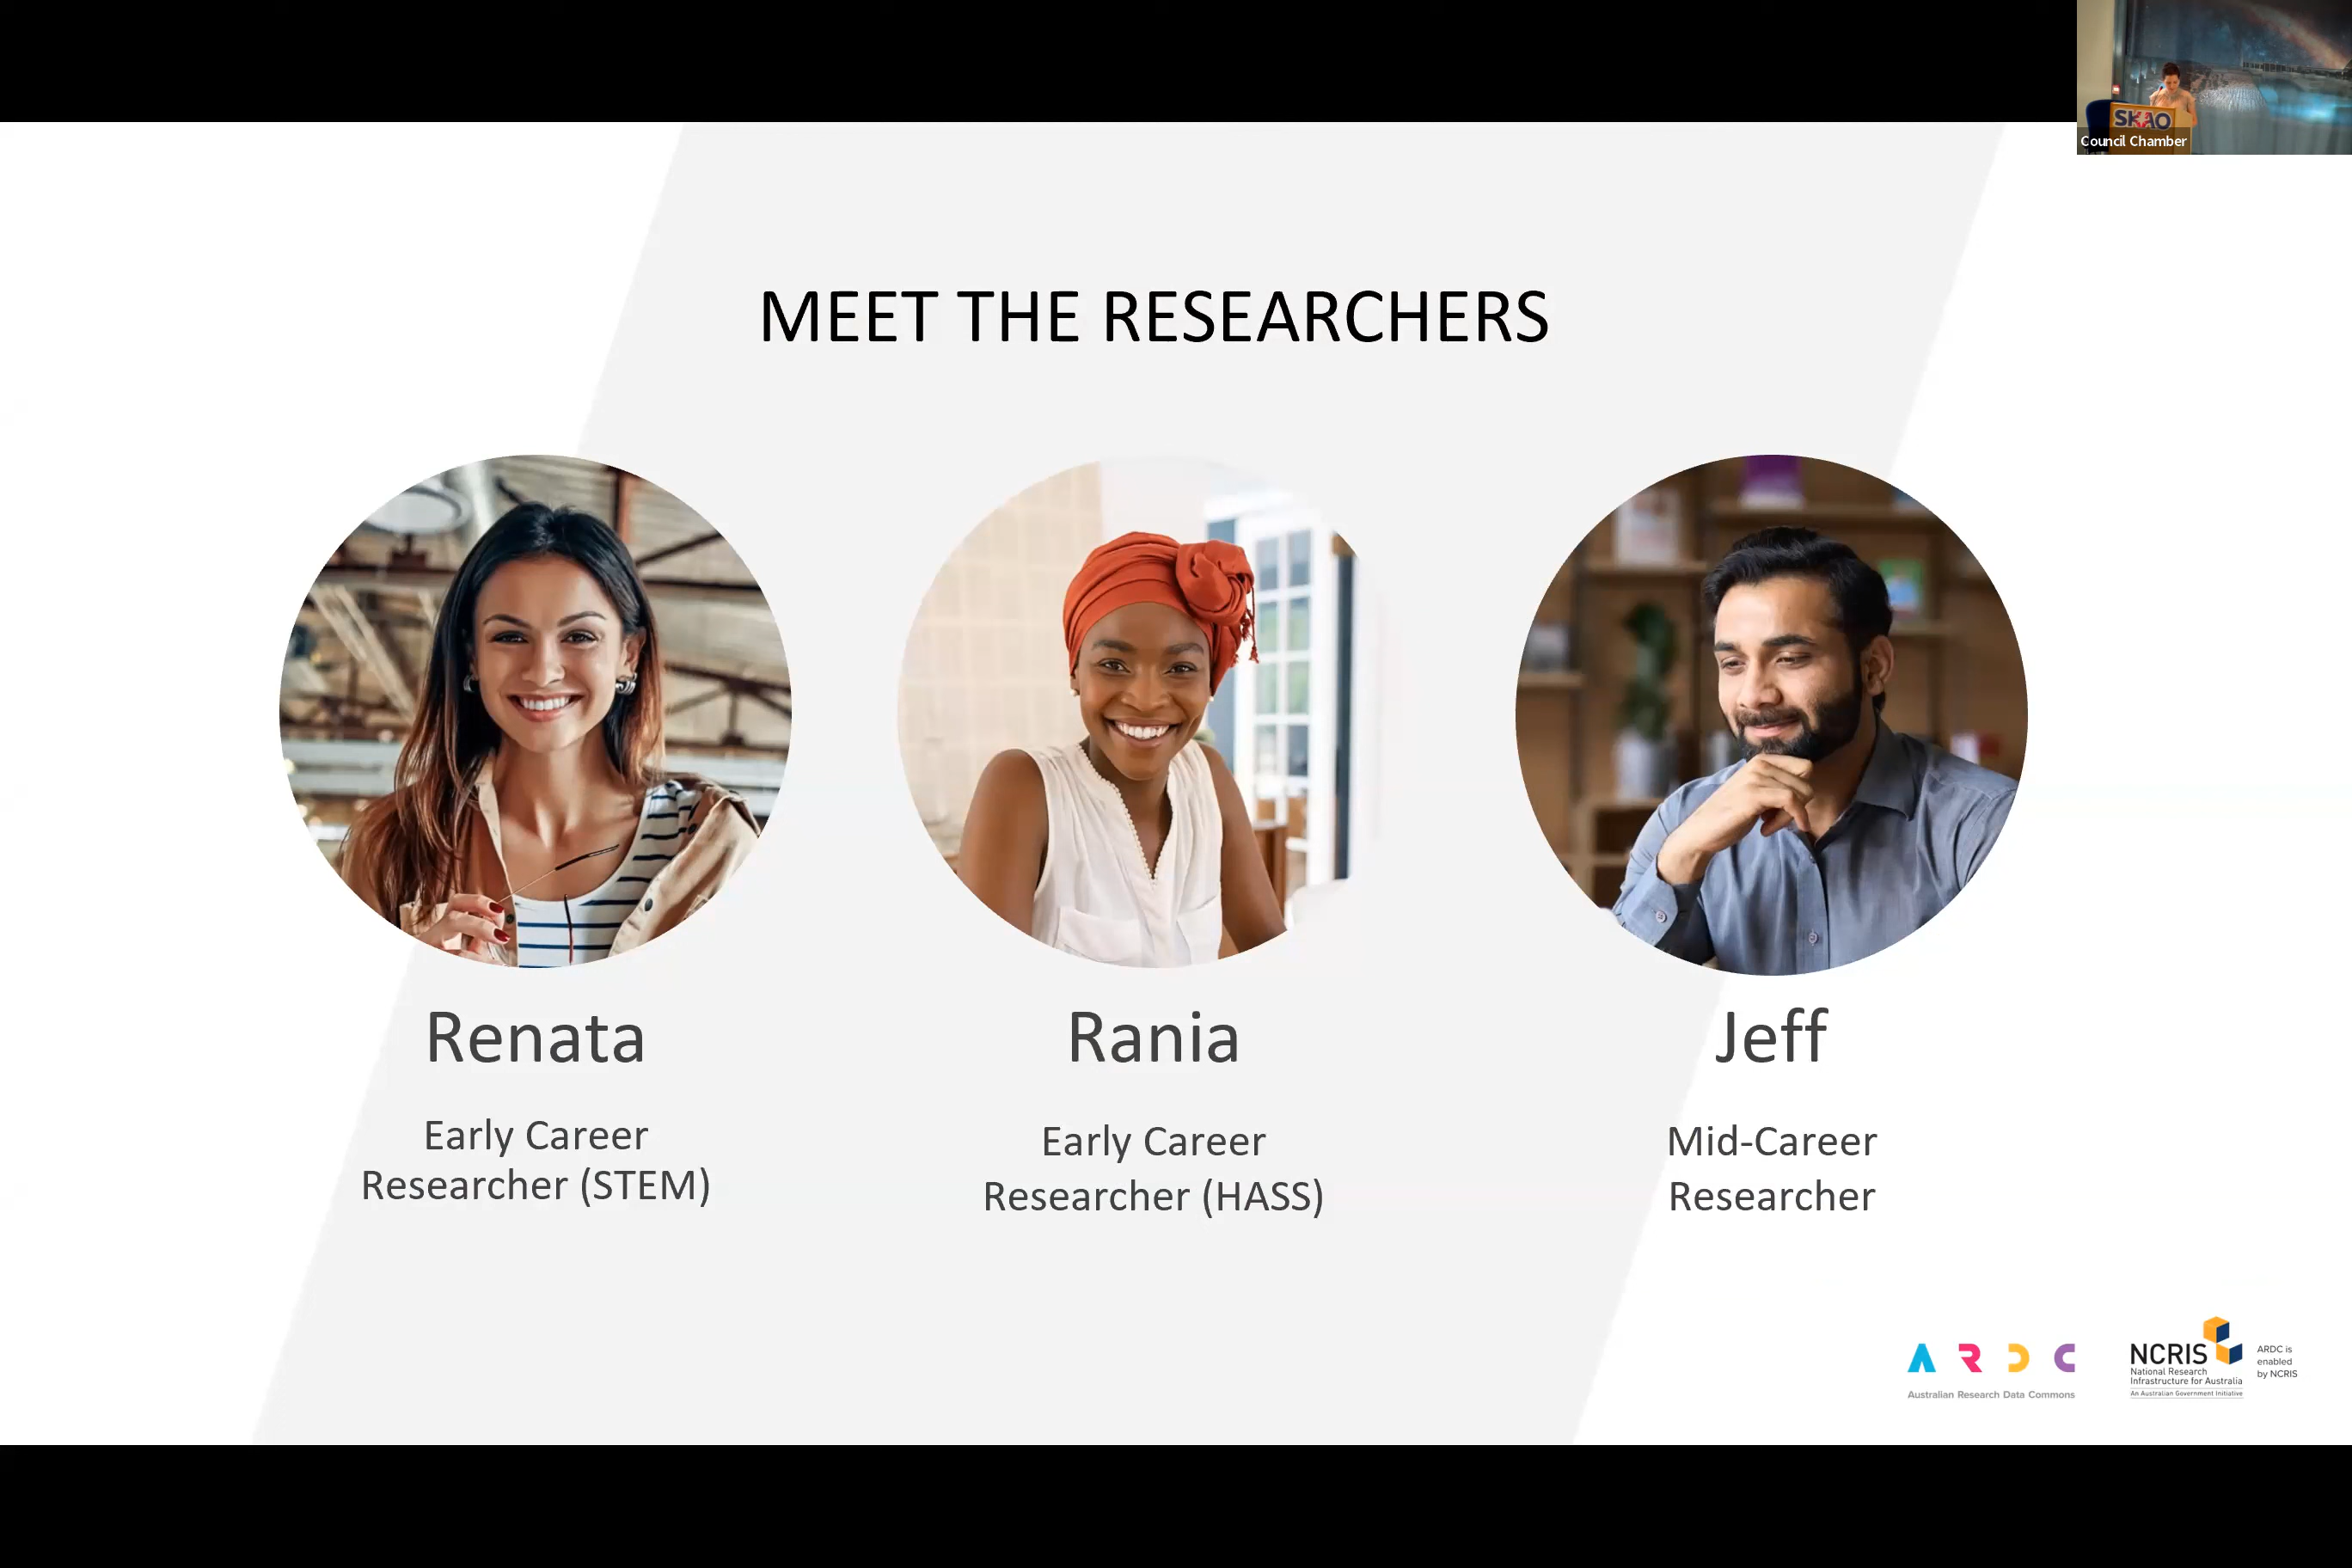 SKAO
Council Chamber
MEET THE RESEARCHERS
Renata
Early Career
Researcher (STEM)
Rania
Early Career
Researcher (HASS)
Jeff
Mid-Career
Researcher
ARDC
Australian Research Data Commons
NCRIS
National Research
Infrastructure for Australia
An Australian Government Initiative
ARDC is
enabled
by NCRIS